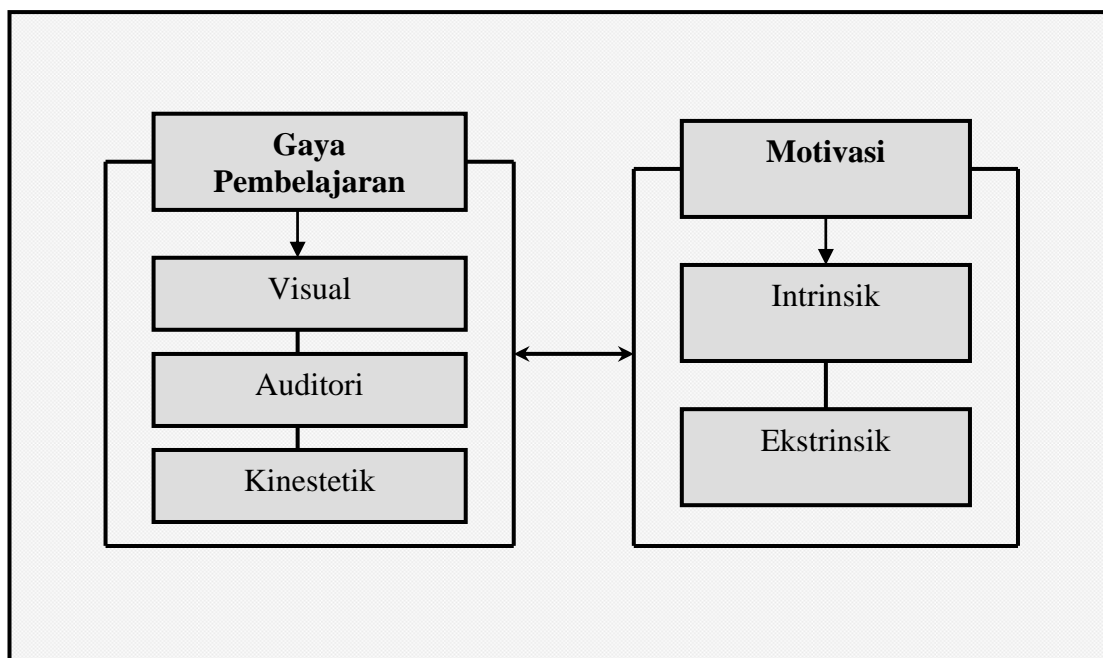 Gaya
Pembelajaran
Visual
Auditori
Kinestetik
Motivasi
Intrinsik
Ekstrinsik